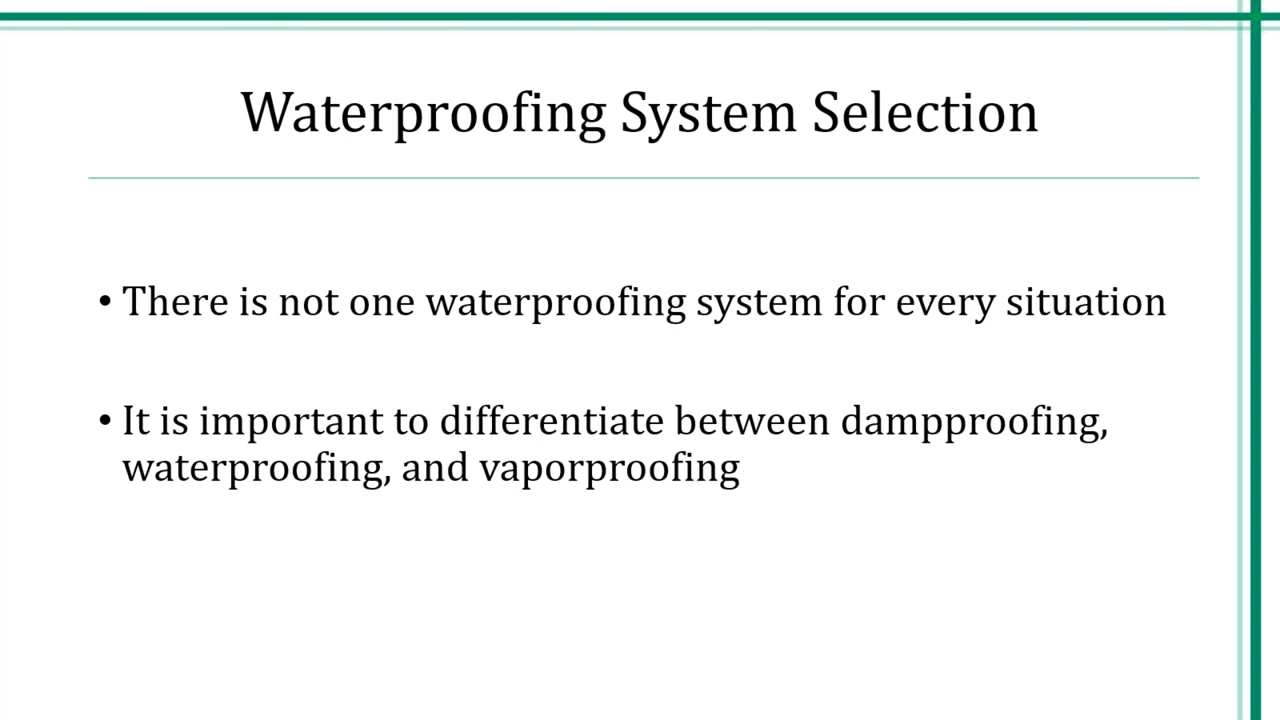 Waterproofing System Selection
• There is not one waterproofing system for every situation
• It is important to differentiate between dampproofing,
waterproofing, and vaporproofing